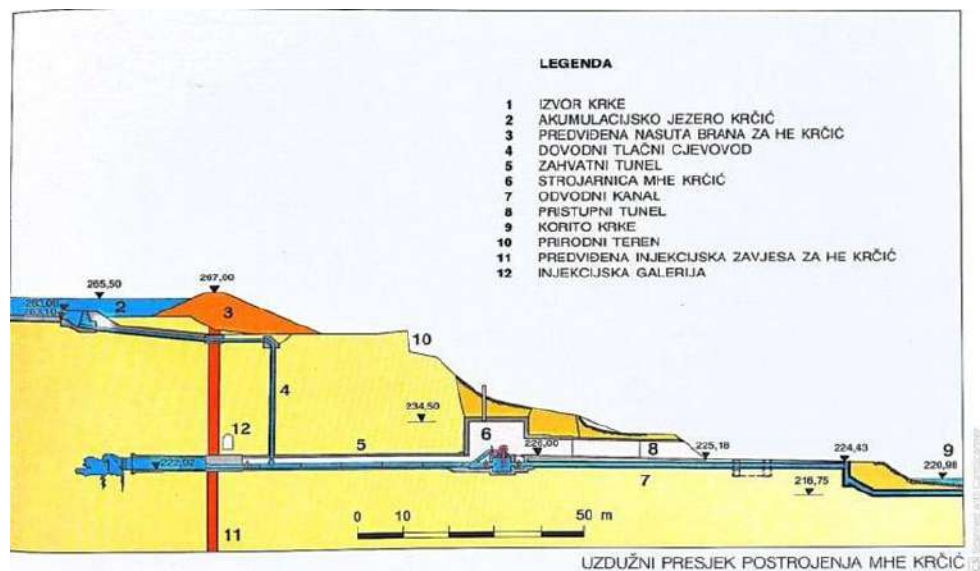 LEGENDA
1 IZVOR KRKE
2 AKUMULACIJSKO JEZERO KRČIĆ
3 PREDVIĐENA NASUTA BRANA ZA HE KRČIĆ
4 DOVODNI TLAČNI CJEVOVOD
5 ZAHVATNI TUNEL
6 STROJARNICA MHE KRČIĆ
7 ODVODNI KANAL
8 PRISTUPNI TUNEL
9 KORITO KRKE
10 PRIRODNI TEREN
11 PREDVIĐENA INJEKCIJSKA ZAVJESA ZA HE KRČIĆ
12 INJEKCIJSKA GALERIJA
267,00
265,50
2
3
263,10
10
4
234,50
12
5
6
226,00
8
225,18
224,43
9
220,98
1
222,02
7
216,75
0 10 50 m
11
UZDUŽNI PRESJEK POSTROJENJA MHE KRČIĆ